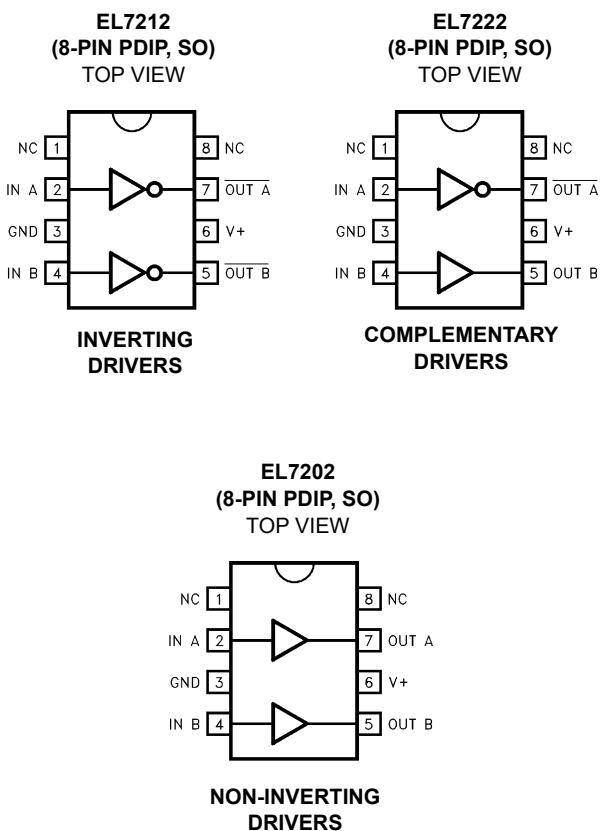 EL7212
(8-PIN PDIP, SO)
TOP VIEW
NC 1
8 NC
IN A 2
7 OUT A
GND 3
6 V+
IN B 4
5 OUT B
INVERTING
DRIVERS
EL7222
(8-PIN PDIP, SO)
TOP VIEW
NC 1
8 NC
IN A 2
7 OUT A
GND 3
6 V+
IN B 4
5 OUT B
COMPLEMENTARY
DRIVERS
EL7202
(8-PIN PDIP, SO)
TOP VIEW
NC 1
8 NC
IN A 2
7 OUT A
GND 3
6 V+
IN B 4
5 OUT B
NON-INVERTING
DRIVERS